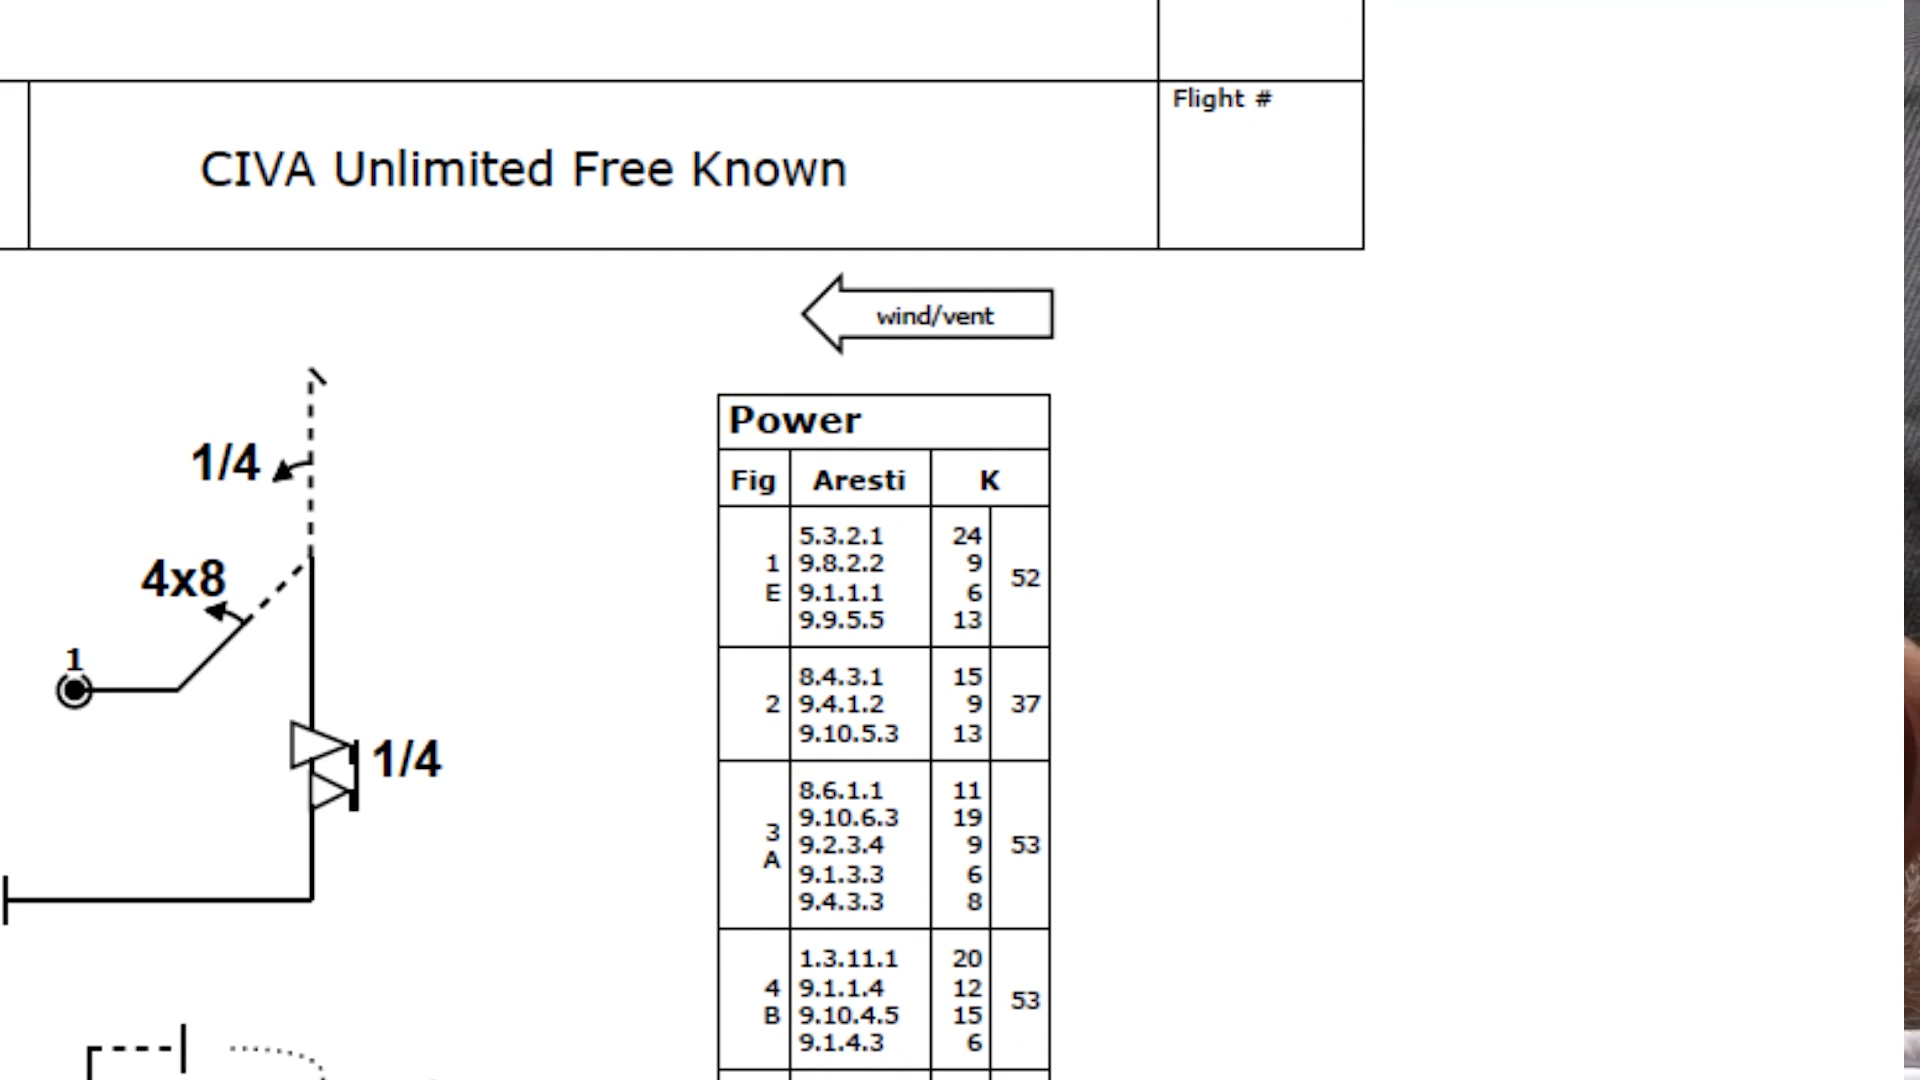 Flight #
CIVA Unlimited Free Known
wind/vent
1/4
4x8
1
1/4
Power
Fig Aresti K
1 E
5.3.2.1 24
9.8.2.2 9
9.1.1.1 6
9.9.5.5 13
52
2
8.4.3.1 15
9.4.1.2 9
9.10.5.3 13
37
3 A
8.6.1.1 11
9.10.6.3 19
9.2.3.4 9
9.1.3.3 6
9.4.3.3 8
53
4 B
1.3.11.1 20
9.1.1.4 12
9.10.4.5 15
9.1.4.3 6
53